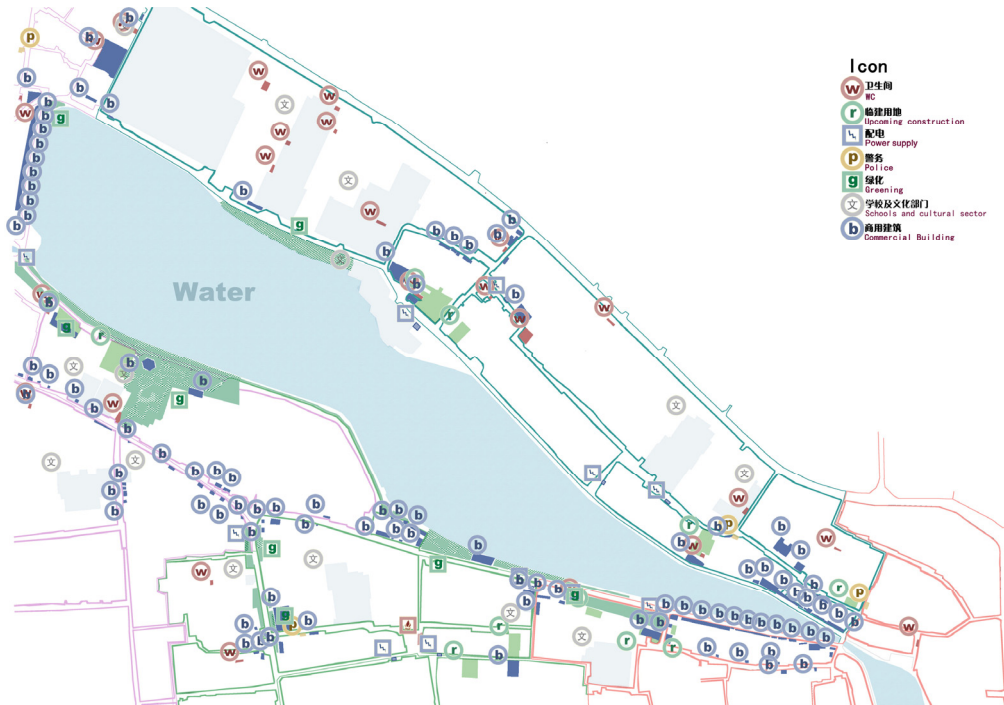 Icon
w 卫生间
WC
r 临建用地
Upcoming construction
配电
Power supply
p 警务
Police
g 绿化
Greening
文 学校及文化部门
Schools and cultural sector
b 商用建筑
Commercial Building
Water